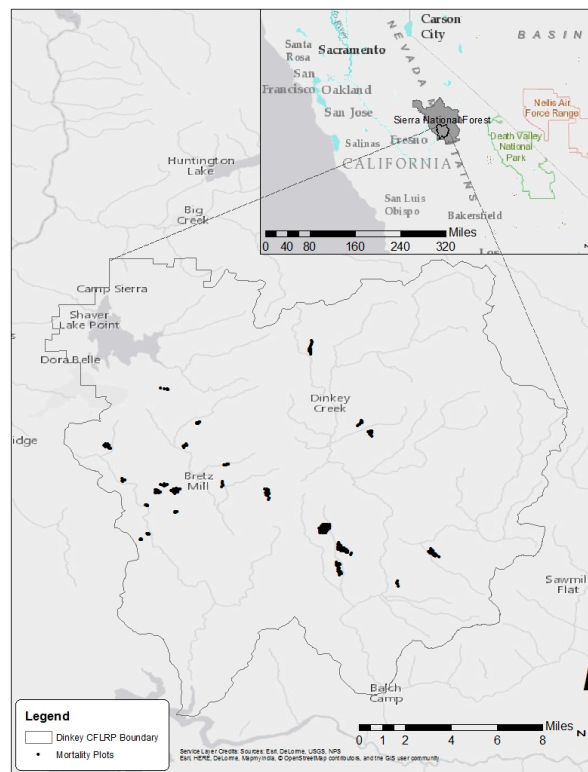 Carson
City
BASIN
Santa
Rosa
Sacramento
NEVADA M
TAINS
San
Francisco
Oakland
Nellis Air
Force Range
San Jose
Sierra National Forest
Death Valley
National
Park
Salinas
Fresno
CALIFORNIA
San Luis
Obispo
Bakersfield
Los
Miles
0 40 80 160 240 320
Huntington
Lake
Big
Creek
Camp Sierra
Shaver
Lake Point
Dora Belle
Dinkey
Creek
idge
Bretz
Mill
Sawmill
Flat
Balch
Camp
Legend
Dinkey CFLRP Boundary
Mortality Plots
Miles
0 1 2 4 6 8
Service Layer Credits: Sources: Esri, DeLorme, USGS, NPS
Esri, HERE, DeLorme, MapmyIndia, © OpenStreetMap contributors, and the GIS user community